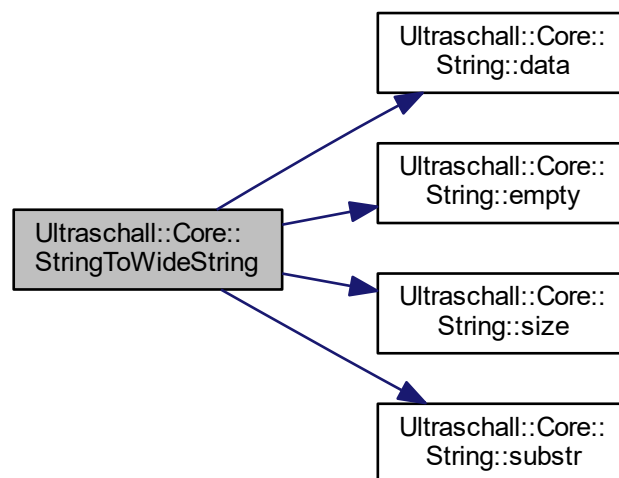 Ultraschall::Core::
String::data
Ultraschall::Core::
String::empty
Ultraschall::Core::
StringToWideString
Ultraschall::Core::
String::size
Ultraschall::Core::
String::substr